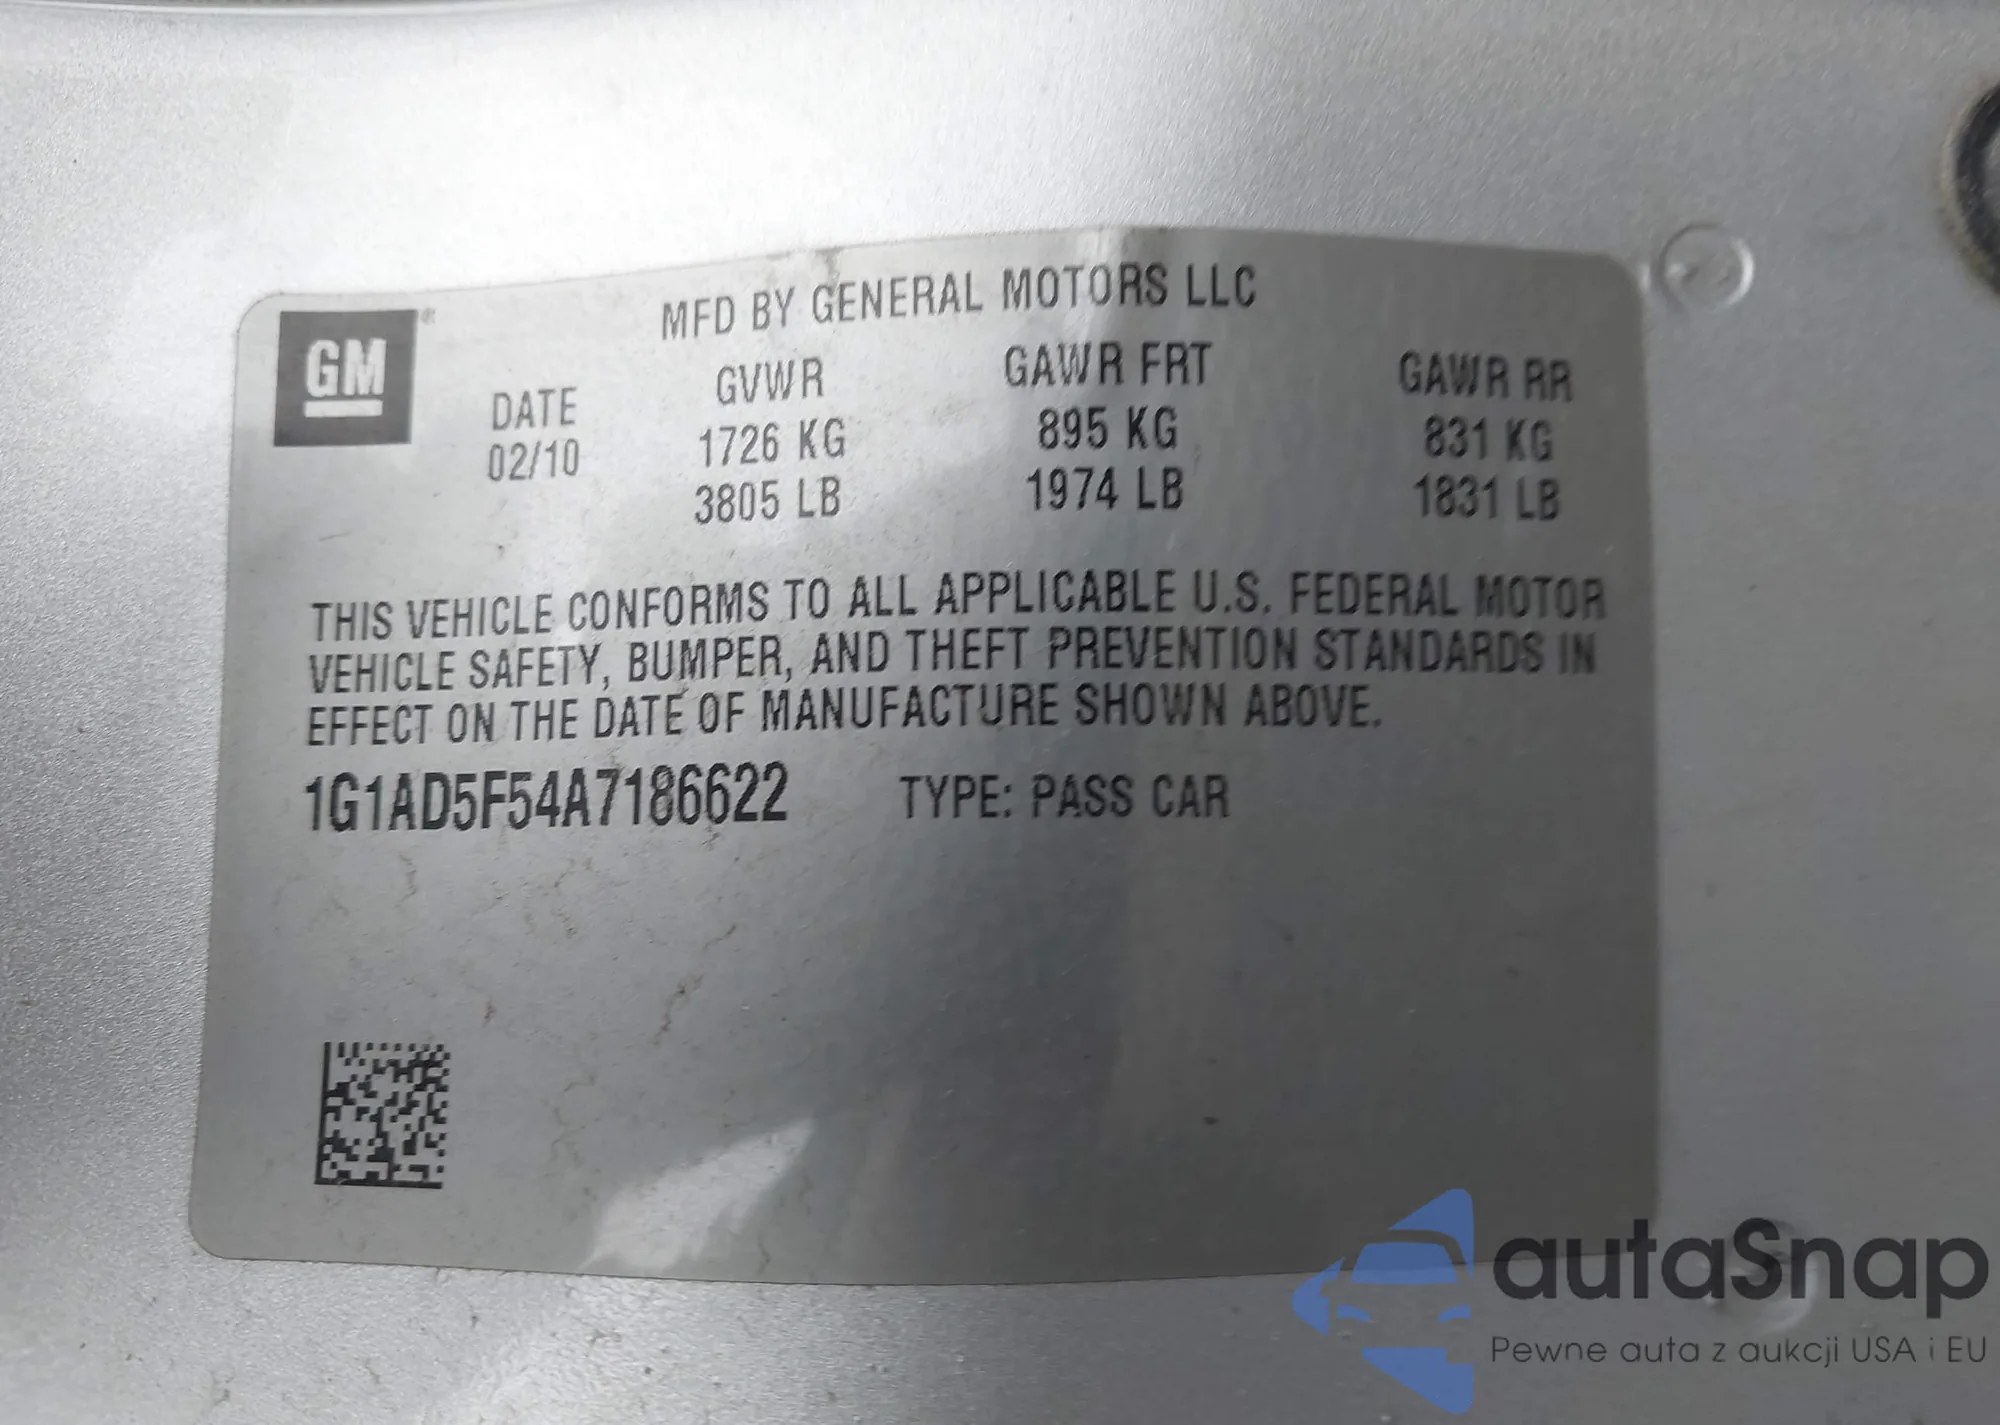 GM®
MFD BY GENERAL MOTORS LLC
DATE GVWR GAWR FRT GAWR RR
02/10 1726 KG 895 KG 831 KG
3805 LB 1974 LB 1831 LB
THIS VEHICLE CONFORMS TO ALL APPLICABLE U.S. FEDERAL MOTOR
VEHICLE SAFETY, BUMPER, AND THEFT PREVENTION STANDARDS IN
EFFECT ON THE DATE OF MANUFACTURE SHOWN ABOVE.
1G1AD5F54A7186622 TYPE: PASS CAR
autaSnap
Pewne auta z aukcji USA i EU